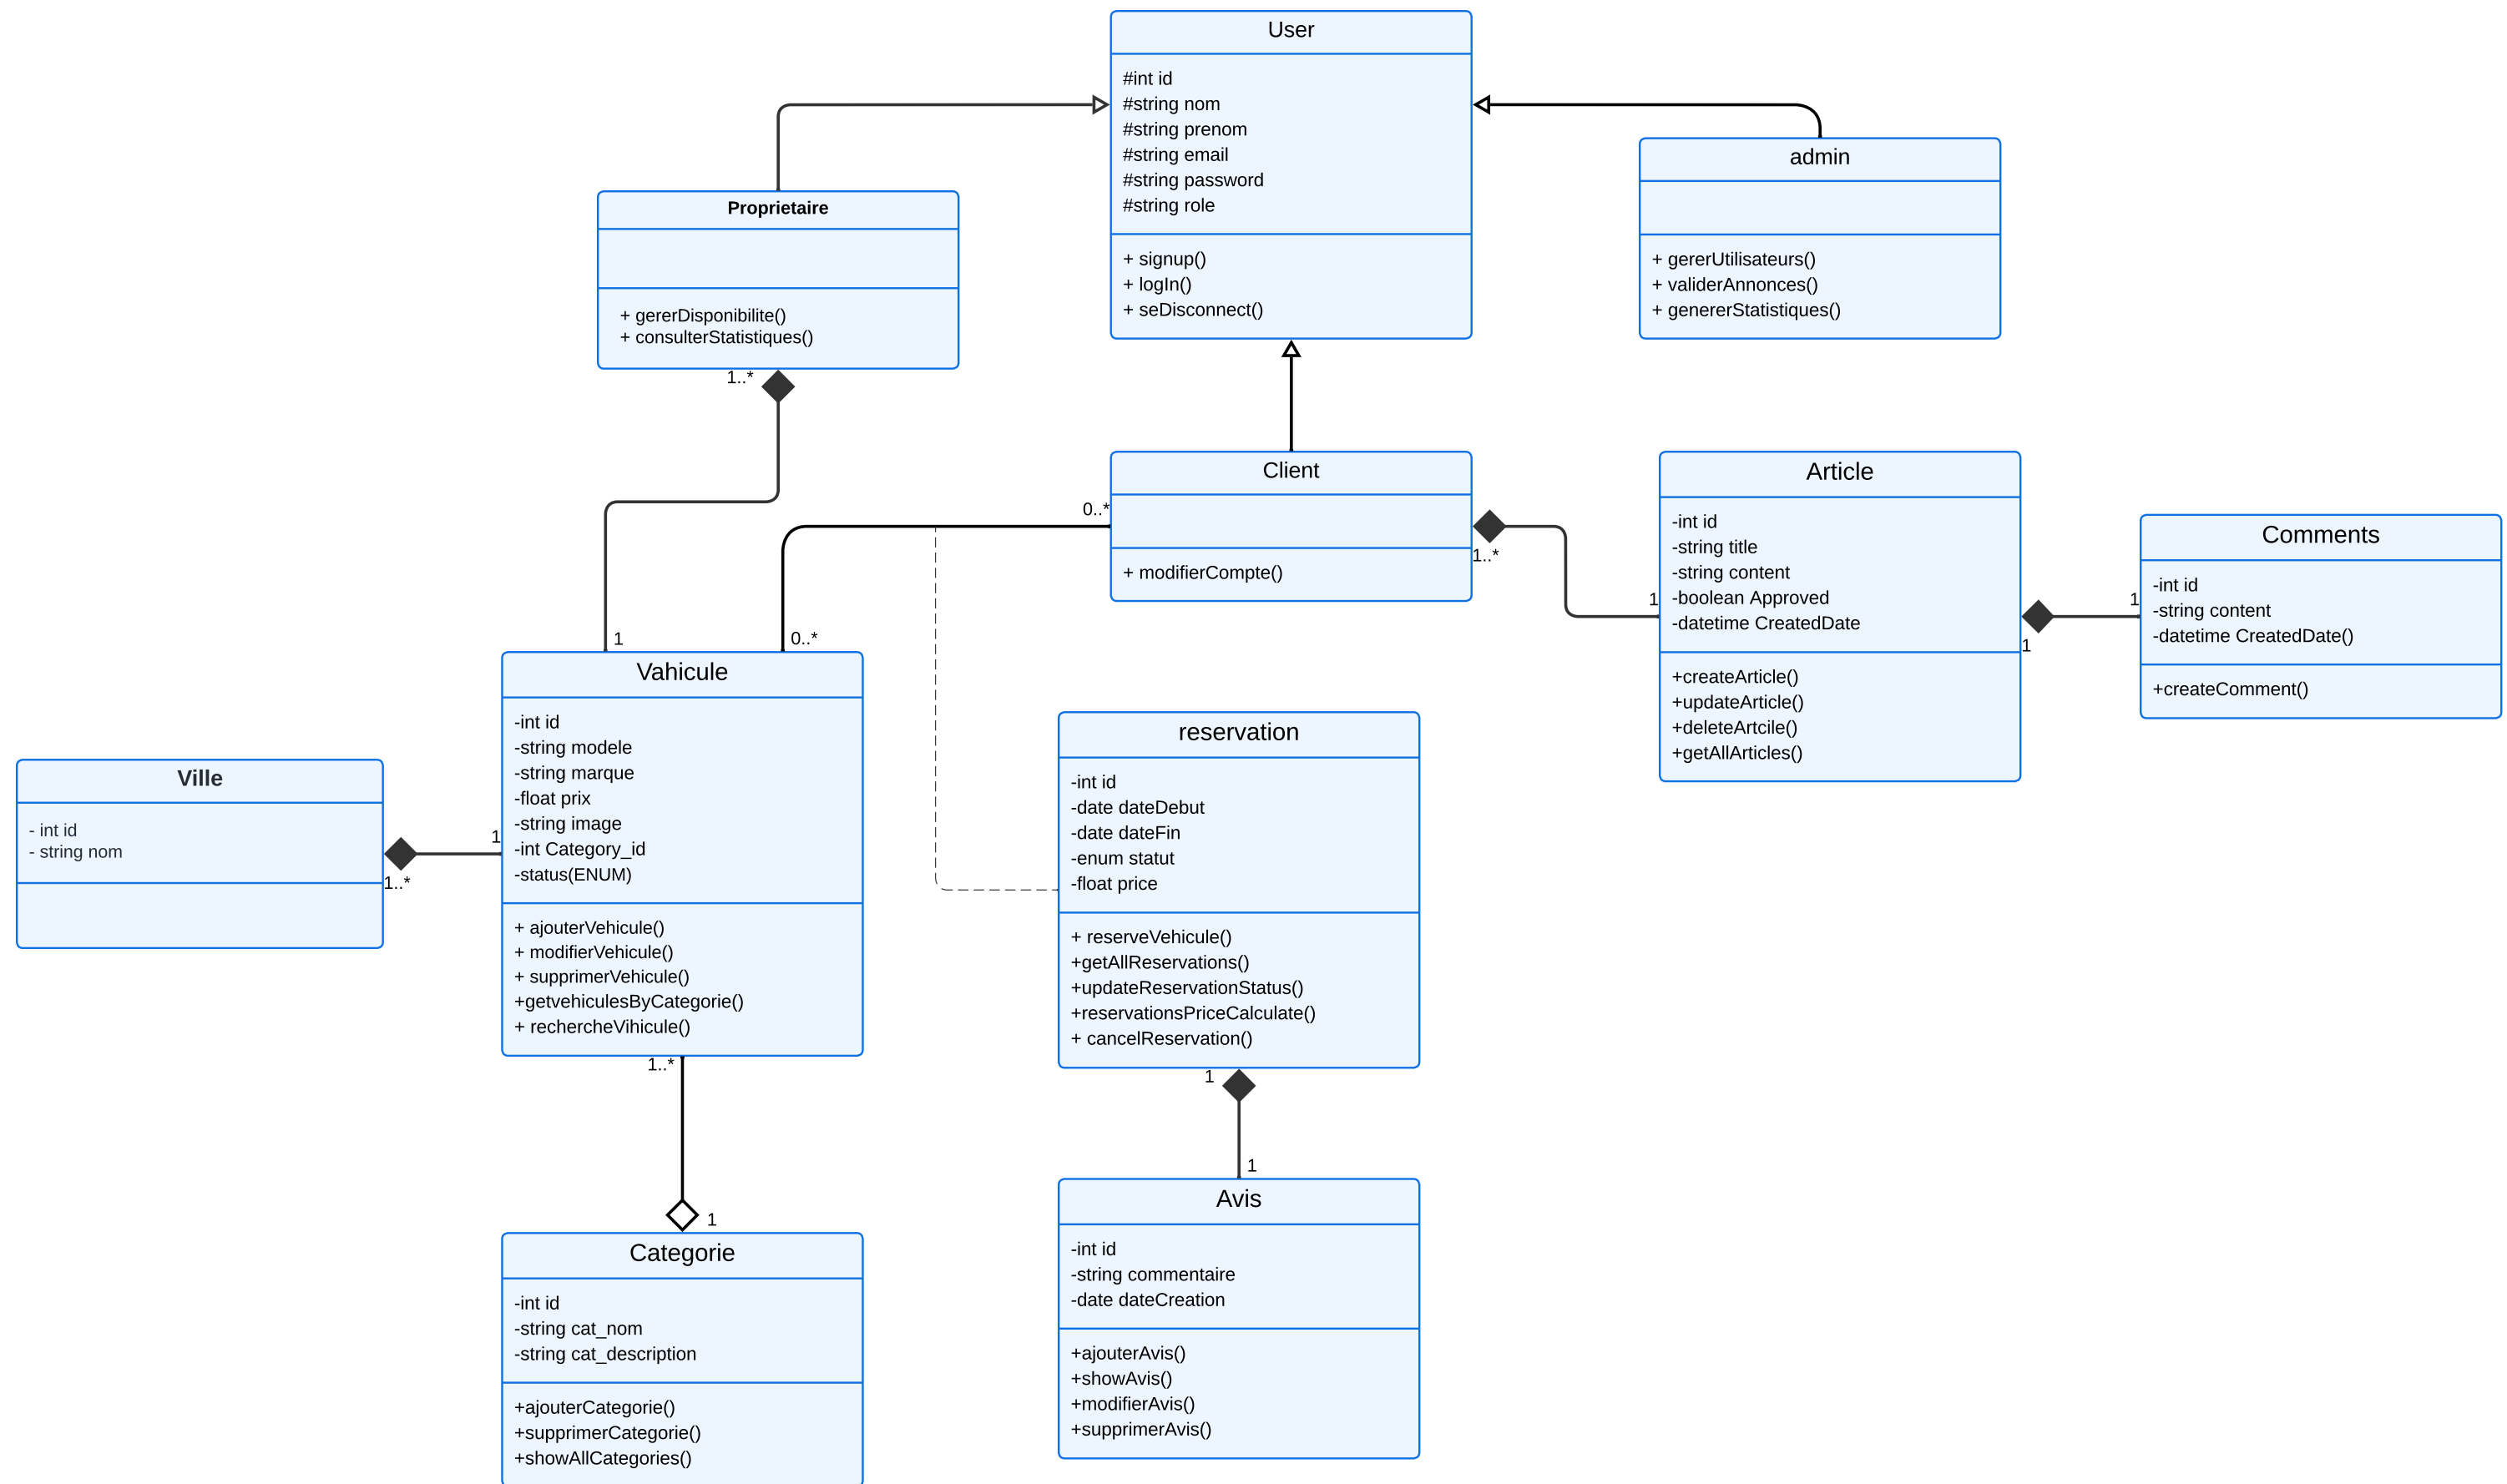 User
#int id
#string nom
#string prenom
#string email
#string password
#string role
+ signup()
+ logIn()
+ seDisconnect()
admin
+ gererUtilisateurs()
+ validerAnnonces()
+ genererStatistiques()
Proprietaire
+ gererDisponibilite()
+ consulterStatistiques()
1..*
1
Client
+ modifierCompte()
0..*
0..*
1..*
1
Article
-int id
-string title
-string content
-boolean Approved
-datetime CreatedDate
+createArticle()
+updateArticle()
+deleteArtcile()
+getAllArticles()
1
1
Comments
-int id
-string content
-datetime CreatedDate()
+createComment()
Vahicule
-int id
-string modele
-string marque
-float prix
-string image
-int Category_id
-status(ENUM)
+ ajouterVehicule()
+ modifierVehicule()
+ supprimerVehicule()
+getvehiculesByCategorie()
+ rechercheVihicule()
Ville
- int id
- string nom
1
1..*
reservation
-int id
-date dateDebut
-date dateFin
-enum statut
-float price
+ reserveVehicule()
+getAllReservations()
+updateReservationStatus()
+reservationsPriceCalculate()
+ cancelReservation()
1..*
1
1
1
Avis
-int id
-string commentaire
-date dateCreation
+ajouterAvis()
+showAvis()
+modifierAvis()
+supprimerAvis()
Categorie
-int id
-string cat_nom
-string cat_description
+ajouterCategorie()
+supprimerCategorie()
+showAllCategories()